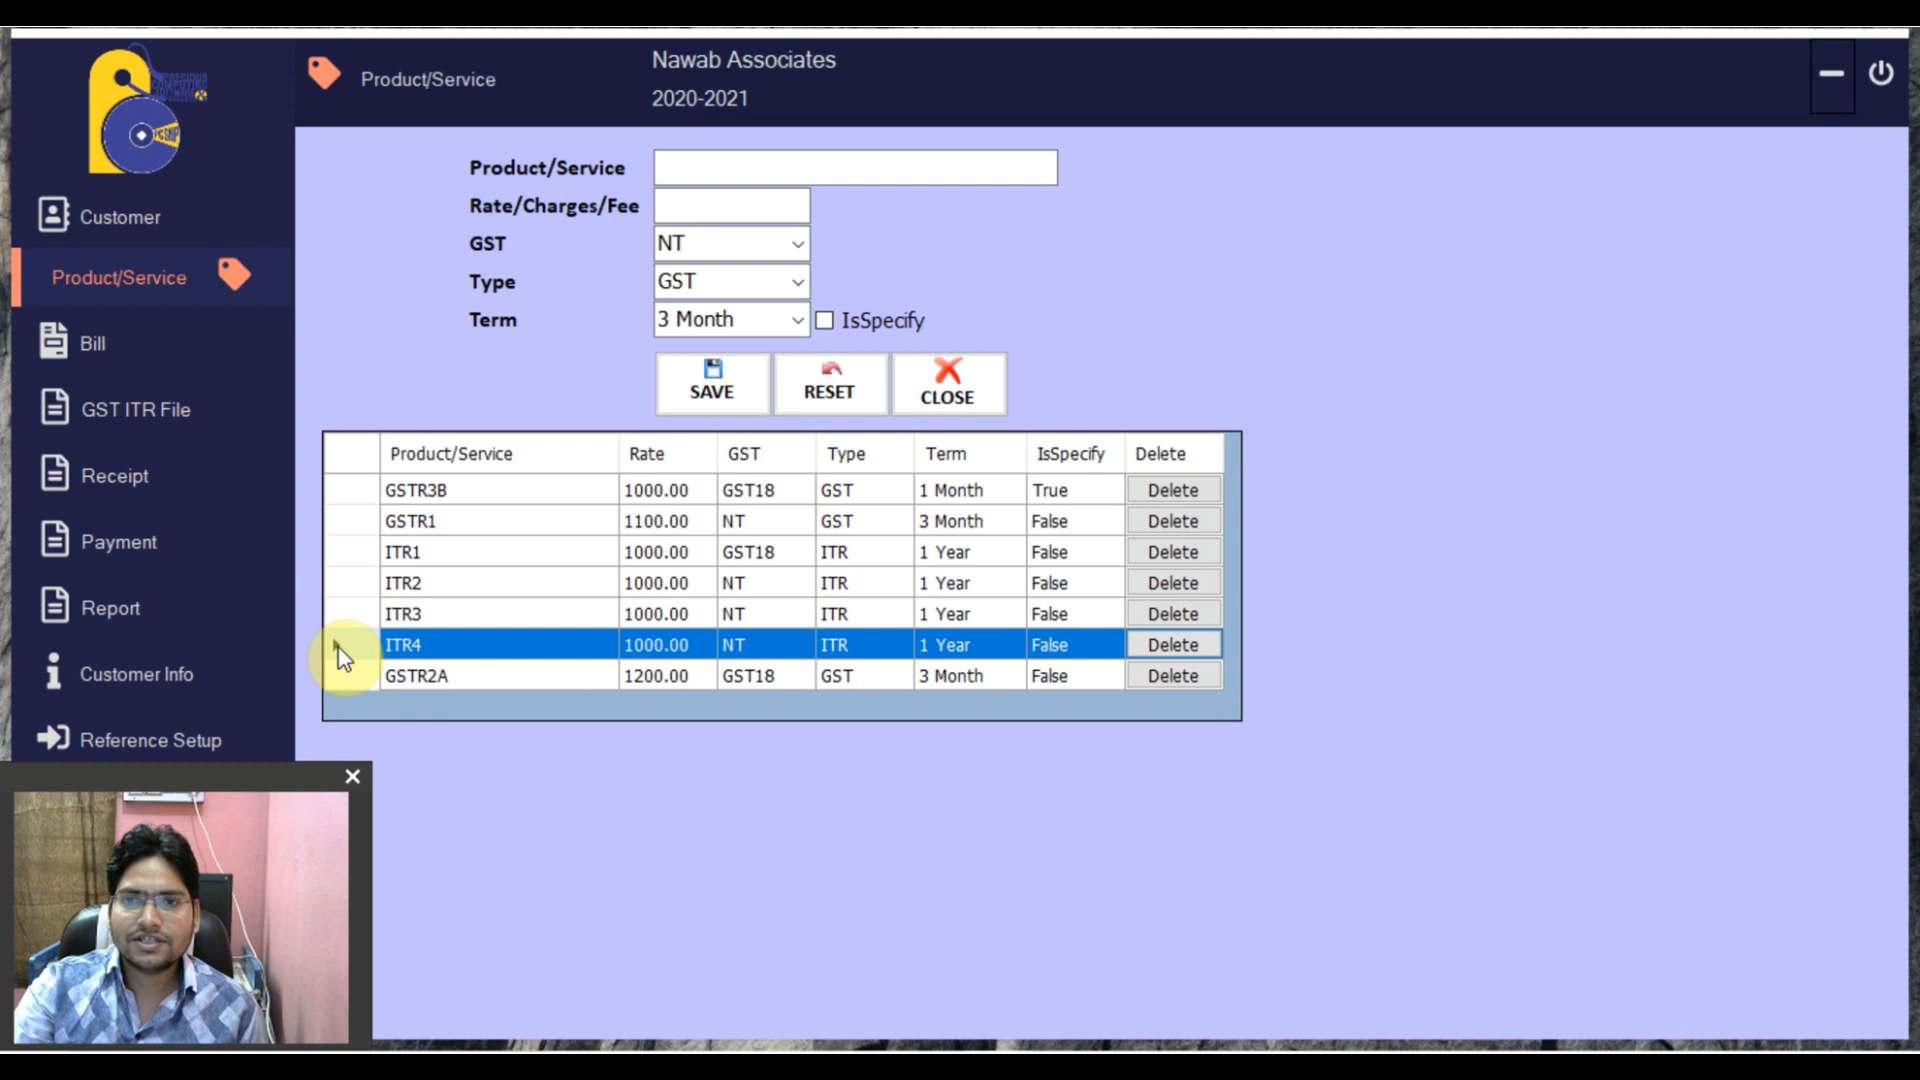 PRECIOUS
COMPUTING
SOFTWARE
PCSNIP
Product/Service
Nawab Associates
2020-2021
Customer
Product/Service
Bill
GST ITR File
Receipt
Payment
Report
Customer Info
Reference Setup
Product/Service
Rate/Charges/Fee
GST NT
Type GST
Term 3 Month IsSpecify
SAVE RESET CLOSE
Product/Service Rate GST Type Term IsSpecify Delete
GSTR3B 1000.00 GST18 GST 1 Month True Delete
GSTR1 1100.00 NT GST 3 Month False Delete
ITR1 1000.00 GST18 ITR 1 Year False Delete
ITR2 1000.00 NT ITR 1 Year False Delete
ITR3 1000.00 NT ITR 1 Year False Delete
ITR4 1000.00 NT ITR 1 Year False Delete
GSTR2A 1200.00 GST18 GST 3 Month False Delete